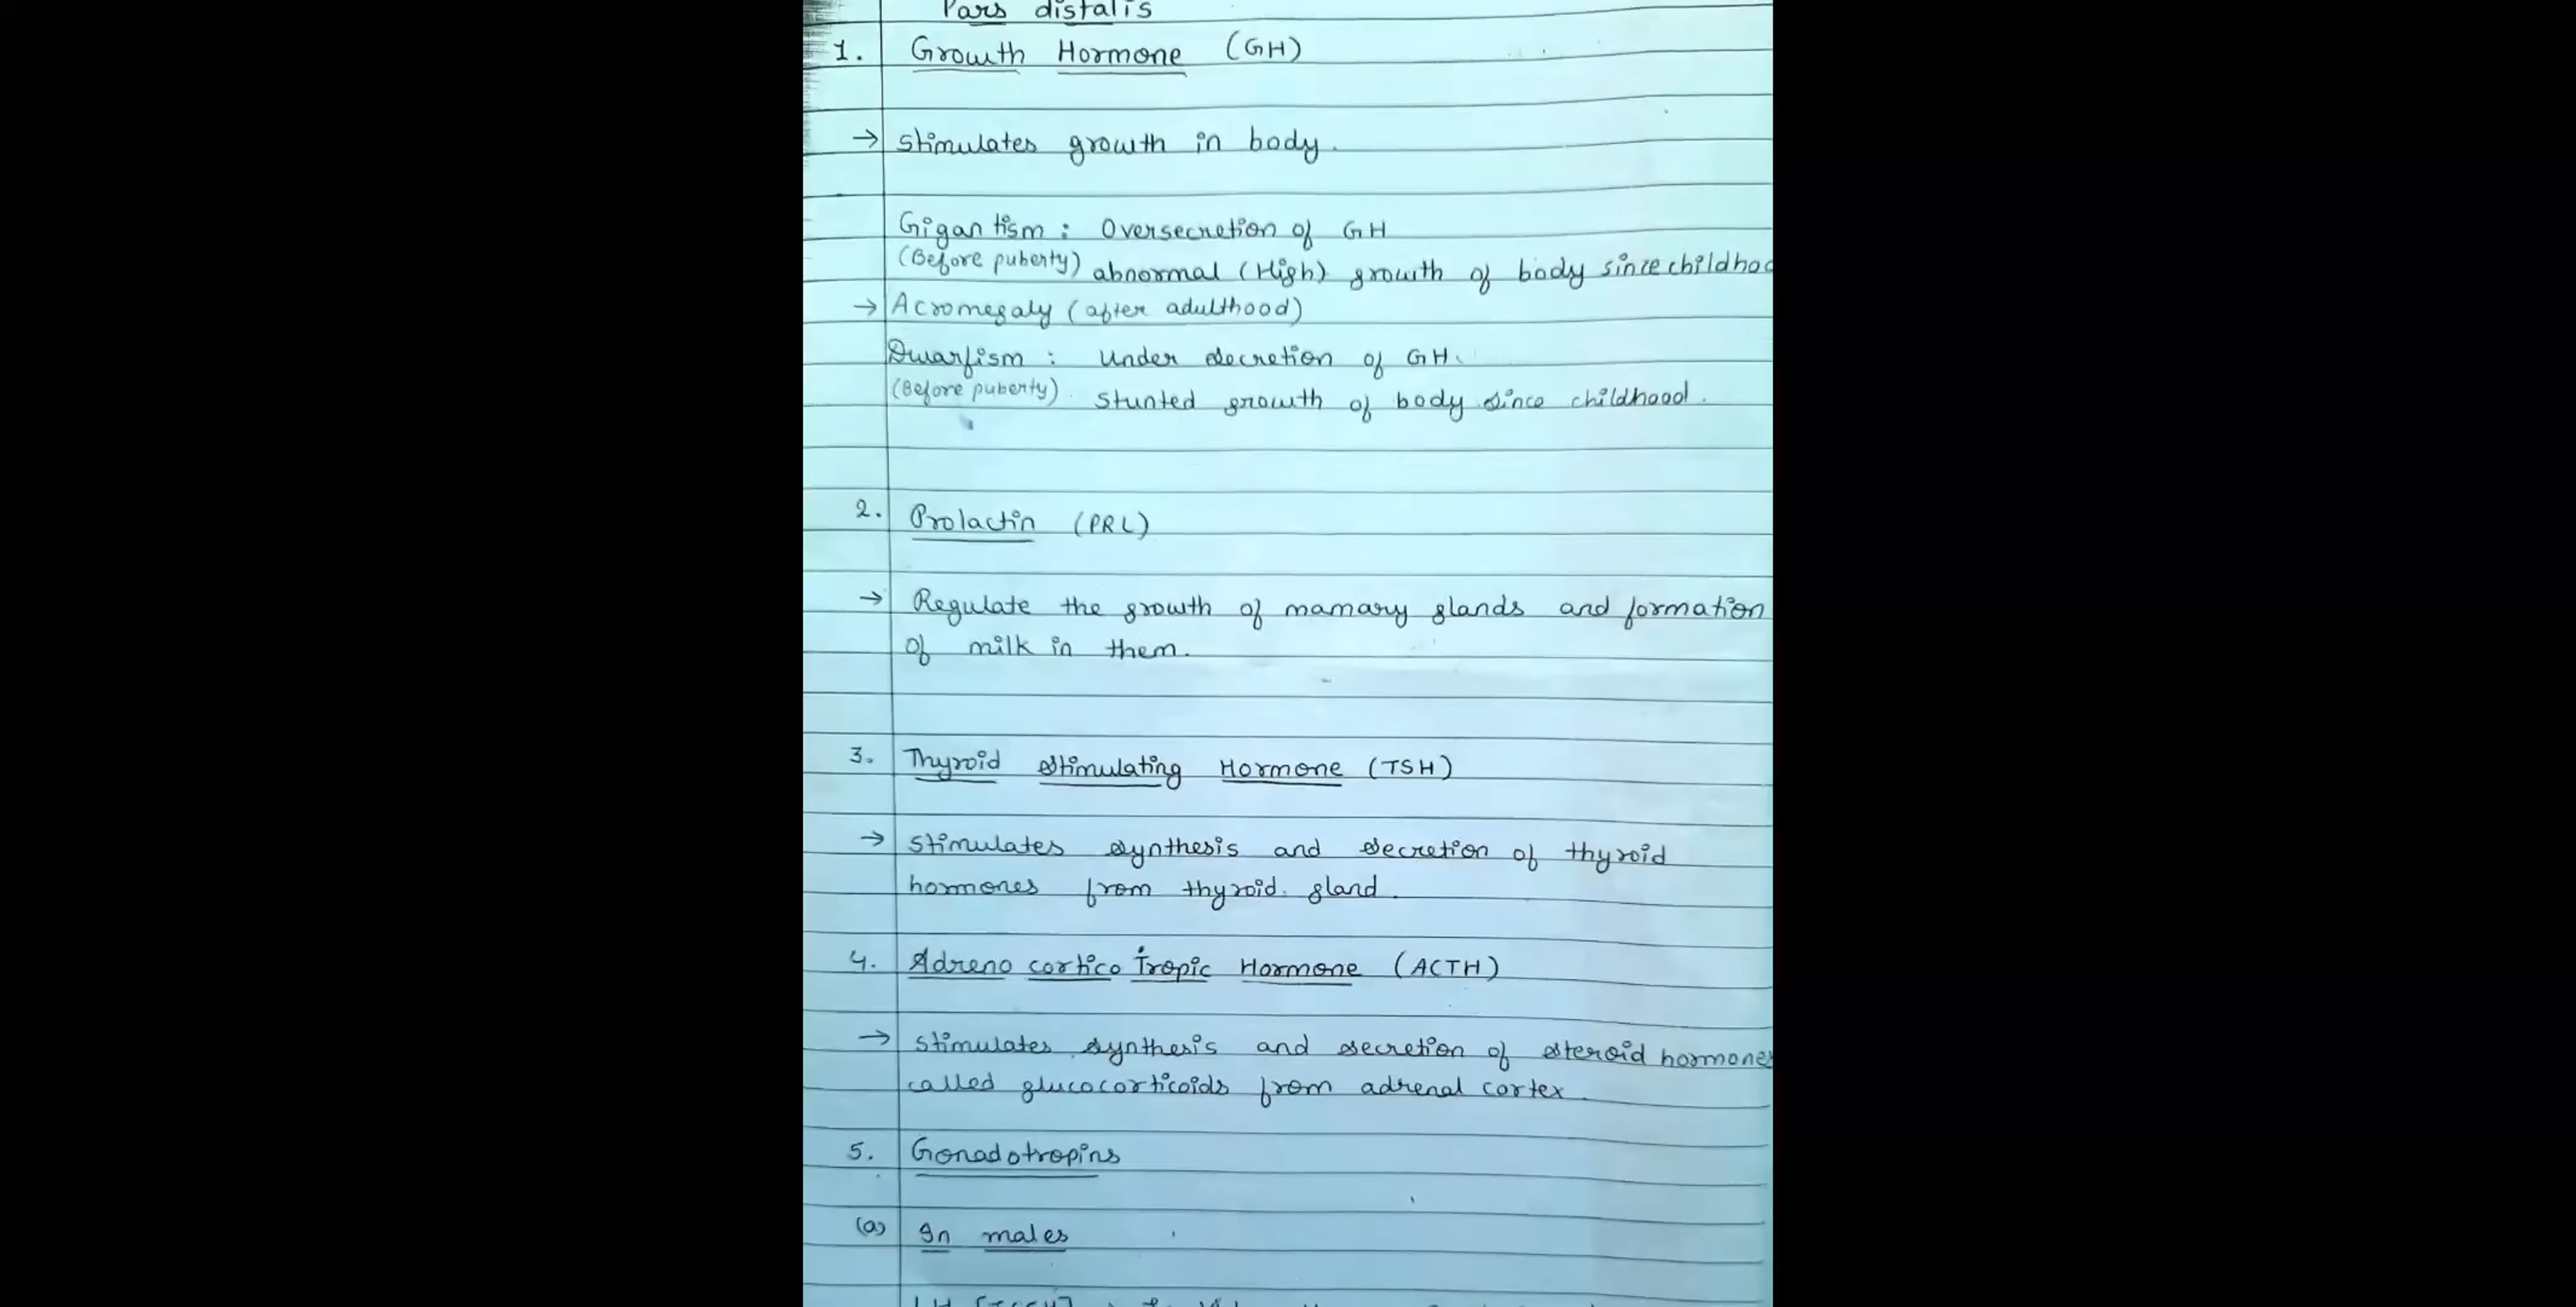 Pars distalis
1. Growth Hormone (GH)
→ stimulates growth in body.
Gigantism : Oversecretion of GH
(Before puberty) abnormal (High) growth of body since childhoo
→ Acromegaly (after adulthood)
Dwarfism : Under secretion of GH.
(Before puberty). stunted growth of body since childhood.
2. Prolactin (PRL)
→ Regulate the growth of mamary glands and formation
of milk in them.
3. Thyroid stimulating Hormone (TSH)
→ stimulates synthesis and secretion of thyroid
hormones from thyroid gland.
4. Adreno cortico Tropic Hormone (ACTH)
→ stimulates synthesis and secretion of steroid hormones
called glucocorticoids from adrenal cortex.
5. Gonadotropins
(a) In males